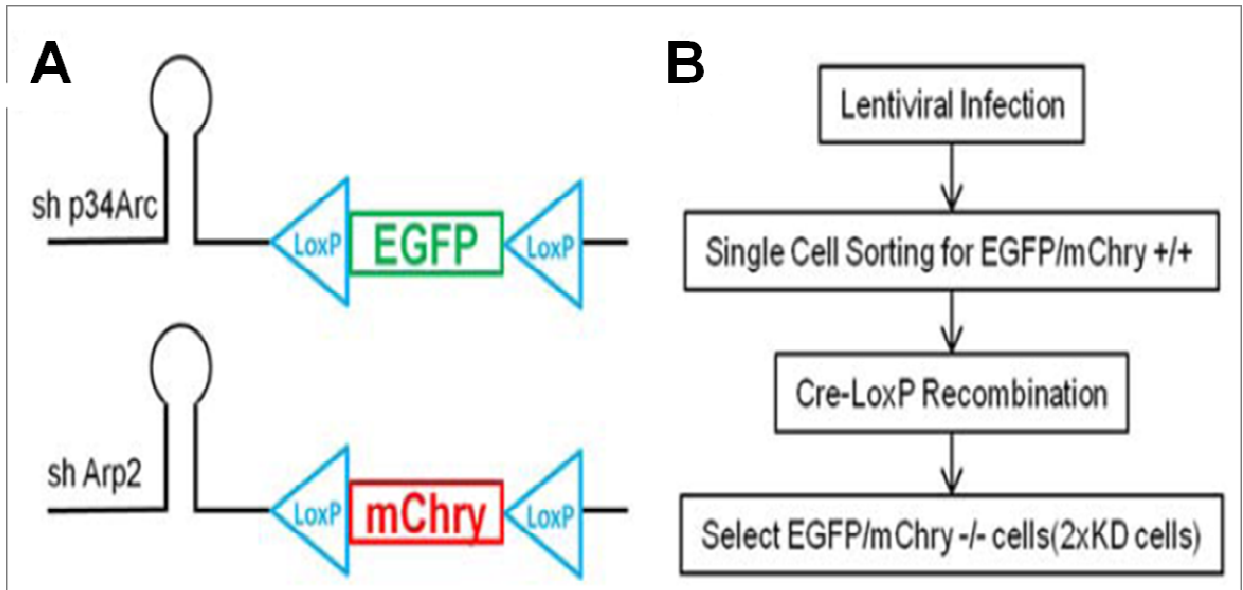 A
sh p34Arc
LoxP
EGFP
LoxP
sh Arp2
LoxP
mChry
LoxP
B
Lentiviral Infection
Single Cell Sorting for EGFP/mChry +/+
Cre-LoxP Recombination
Select EGFP/mChry -/- cells(2xKD cells)